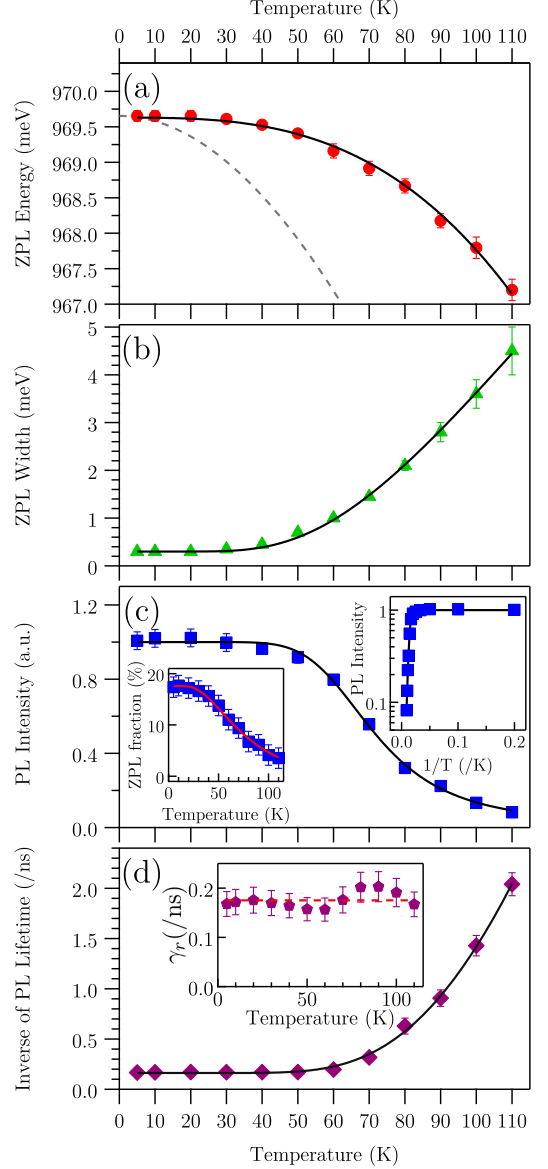 Temperature (K)
0 10 20 30 40 50 60 70 80 90 100 110
(a)
ZPL Energy (meV)
970.0
969.5
969.0
968.5
968.0
967.5
967.0
(b)
ZPL Width (meV)
5
4
3
2
1
0
(c)
PL Intensity (a.u.)
1.2
0.8
0.4
0.0
ZPL fraction (%)
20
10
0
0 50 100
Temperature (K)
PL Intensity
1
0.1
0.0 0.1 0.2
1/T (/K)
(d)
Inverse of PL Lifetime (/ns)
2.0
1.5
1.0
0.5
0.0
γr(/ns)
0.2
0.1
0.0
0 50 100
Temperature (K)
0 10 20 30 40 50 60 70 80 90 100 110
Temperature (K)